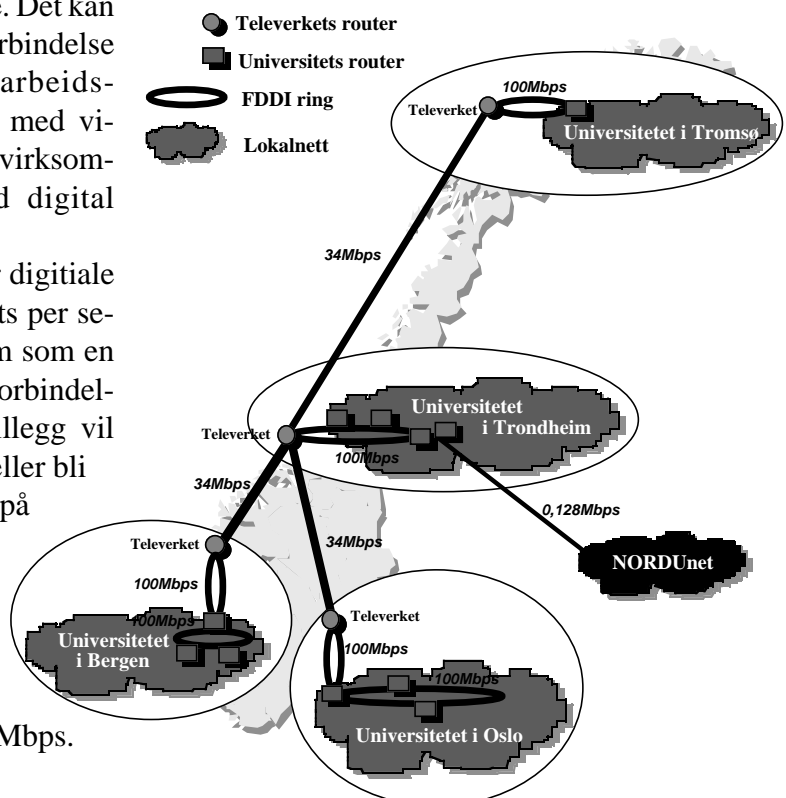 e. Det kan
rbindelse
arbeids-
med vi-
virksom-
d digital
r digitiale
ts per se-
m som en
orbindel-
llegg vil
eller bli
på
Mbps.
Televerkets router
Universitets router
FDDI ring
Lokalnett
100Mbps
Televerket
Universitetet i Tromsø
34Mbps
Universitetet
i Trondheim
Televerket
100Mbps
34Mbps
0,128Mbps
34Mbps
Televerket
NORDUnet
100Mbps
100Mbps
Universitetet
i Bergen
Televerket
100Mbps
100Mbps
Universitetet i Oslo